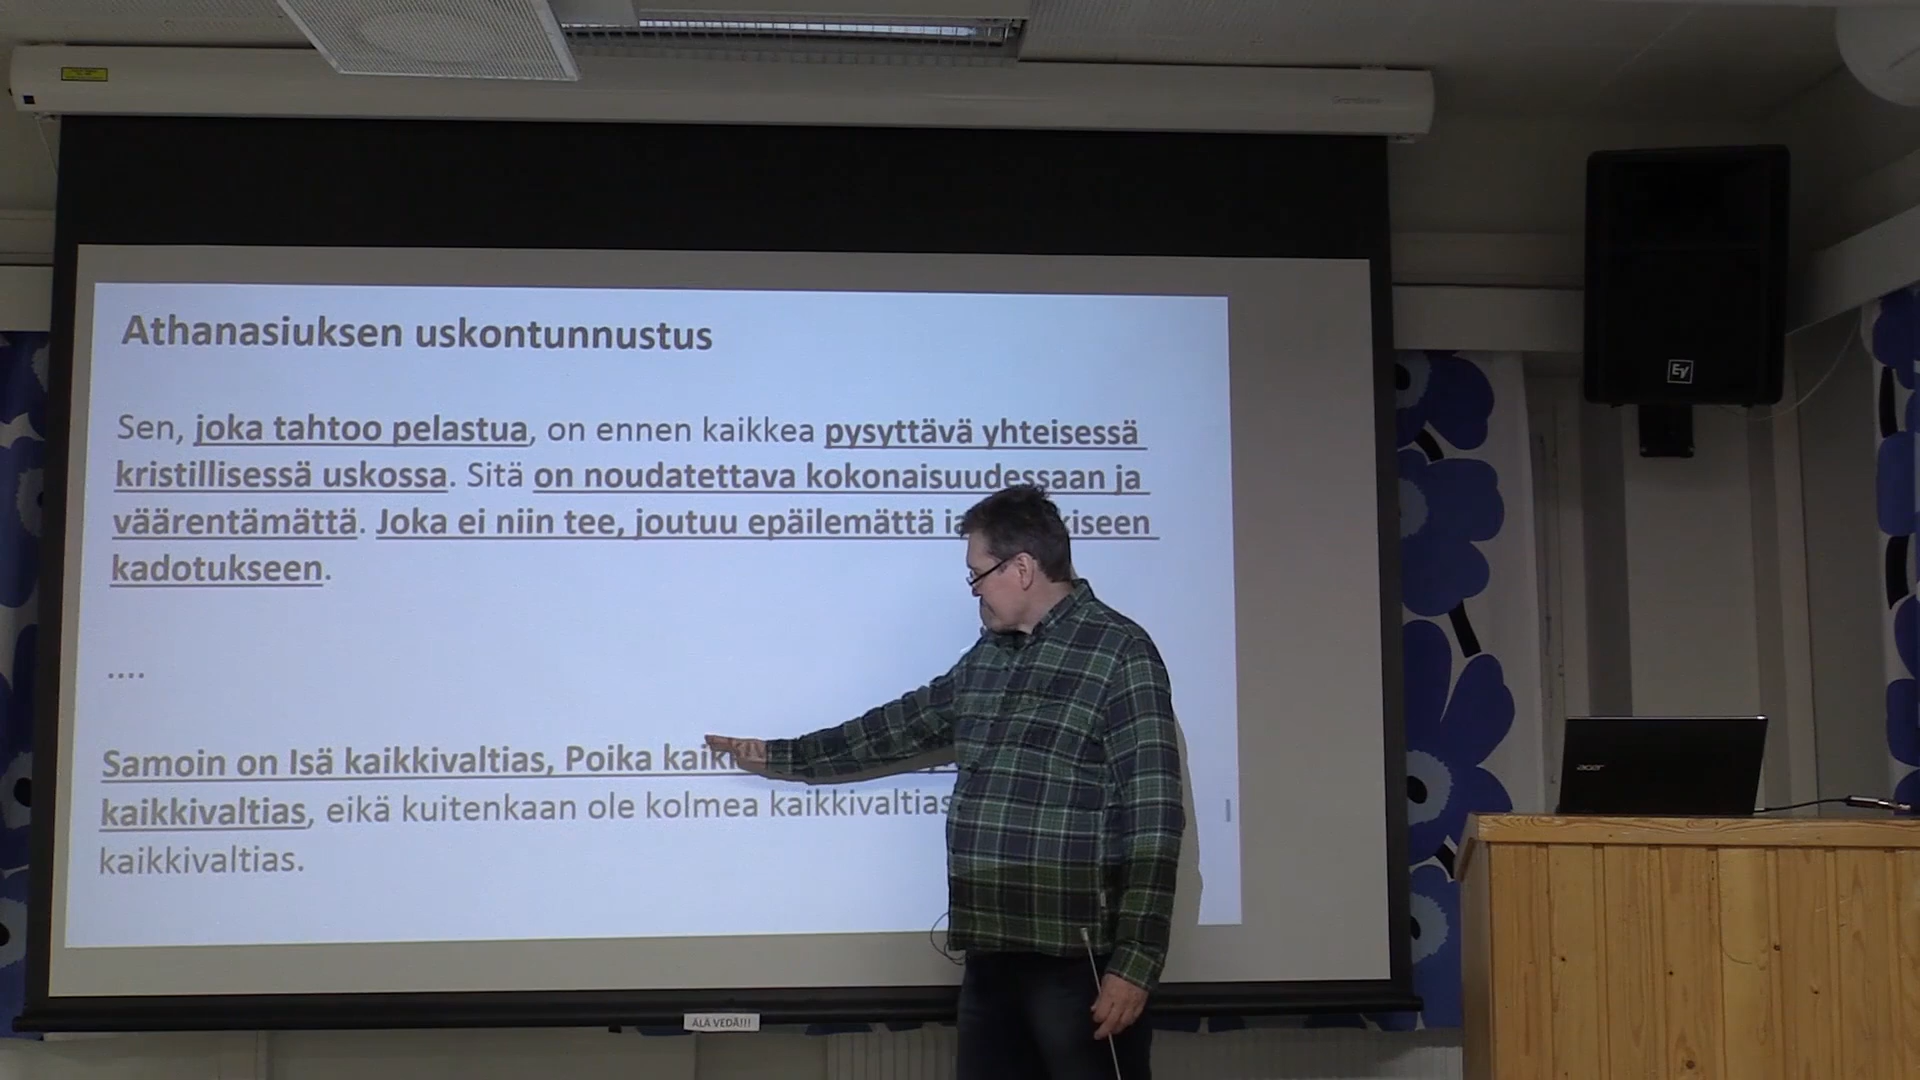 Athanasiuksen uskontunnustus
Sen, joka tahtoo pelastua, on ennen kaikkea pysyttävä yhteisessä
kristillisessä uskossa. Sitä on noudatettava kokonaisuudessaan ja
väärentämättä. Joka ei niin tee, joutuu epäilemättä
kadotukseen.
....
Samoin on Isä kaikkivaltias, Poika
kaikkivaltias, eikä kuitenkaan ole kolmea kaikkivaltias
kaikkivaltias.
ÄLÄ VEDÄ!!!
EV
acer